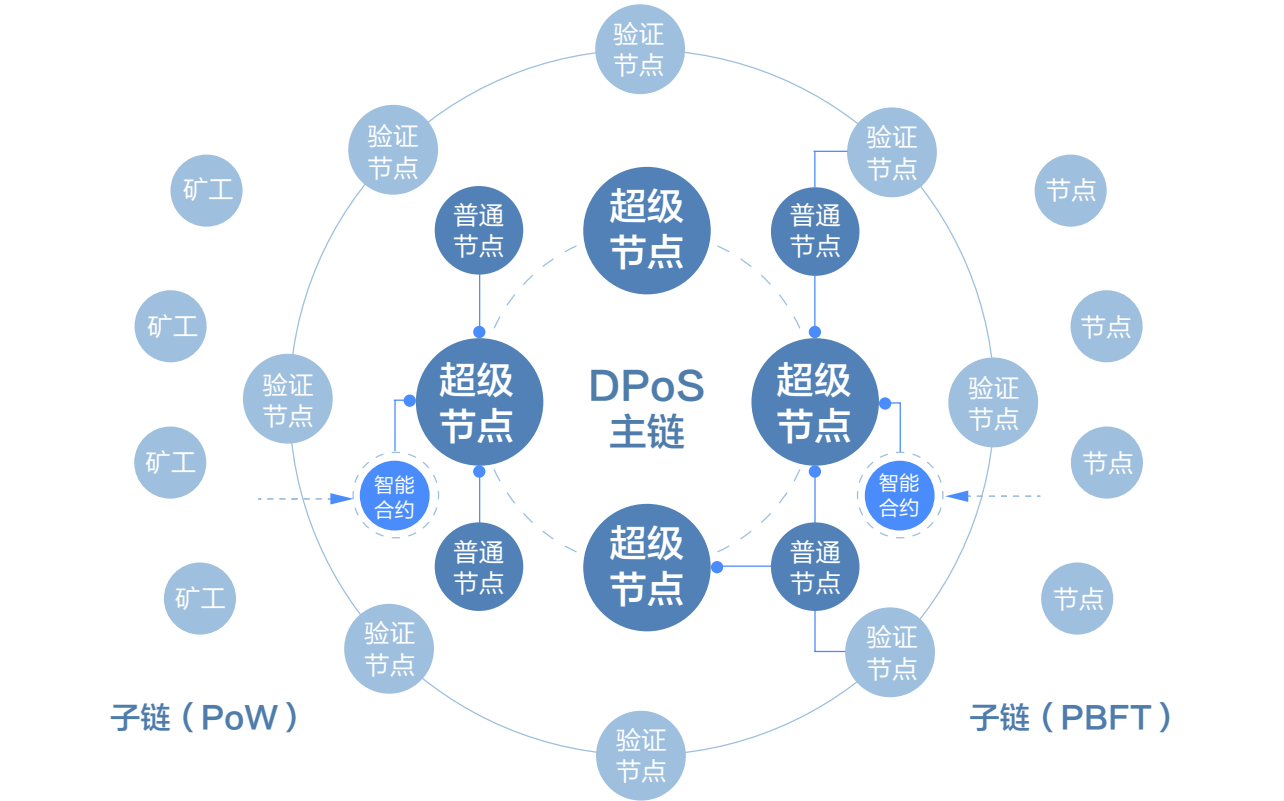 验证
节点
验证
节点
验证
节点
矿工
节点
超级
节点
普通
节点
普通
节点
矿工
节点
超级
节点
DPoS
主链
超级
节点
验证
节点
验证
节点
矿工
节点
智能
合约
智能
合约
超级
节点
普通
节点
普通
节点
矿工
节点
验证
节点
验证
节点
子链（PoW）
子链（PBFT）
验证
节点